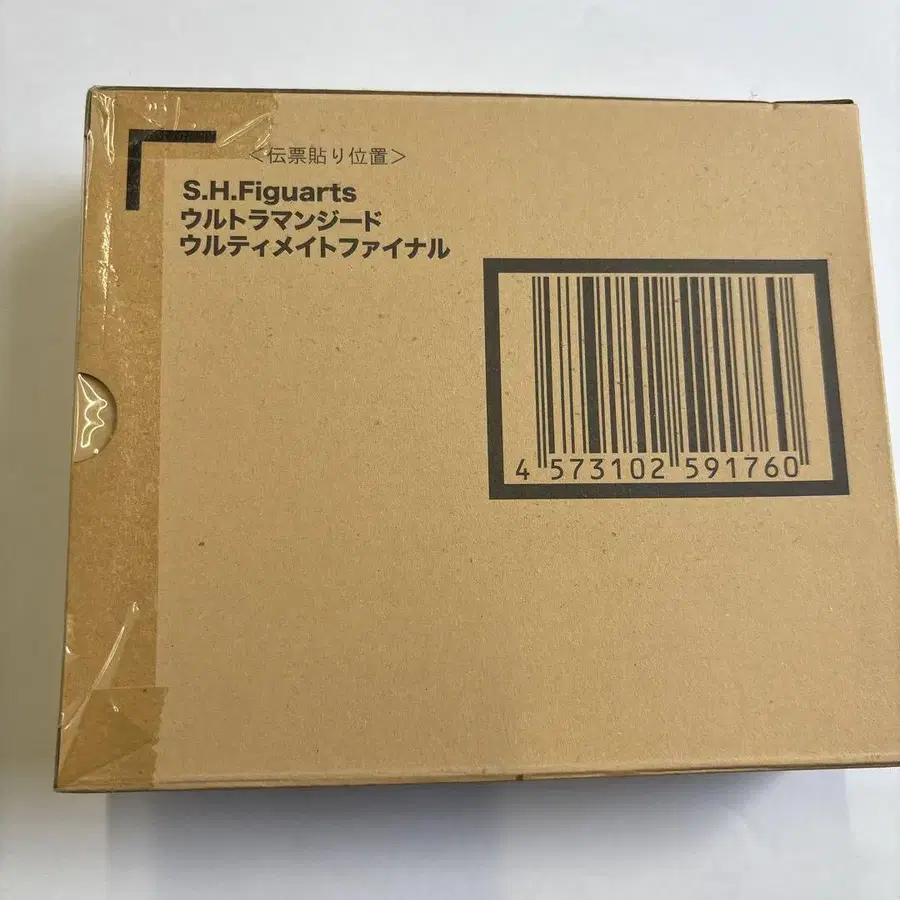 ＜伝票貼り位置＞
S.H.Figuarts
ウルトラマンジード
ウルティメイトファイナル
4 573102 591760